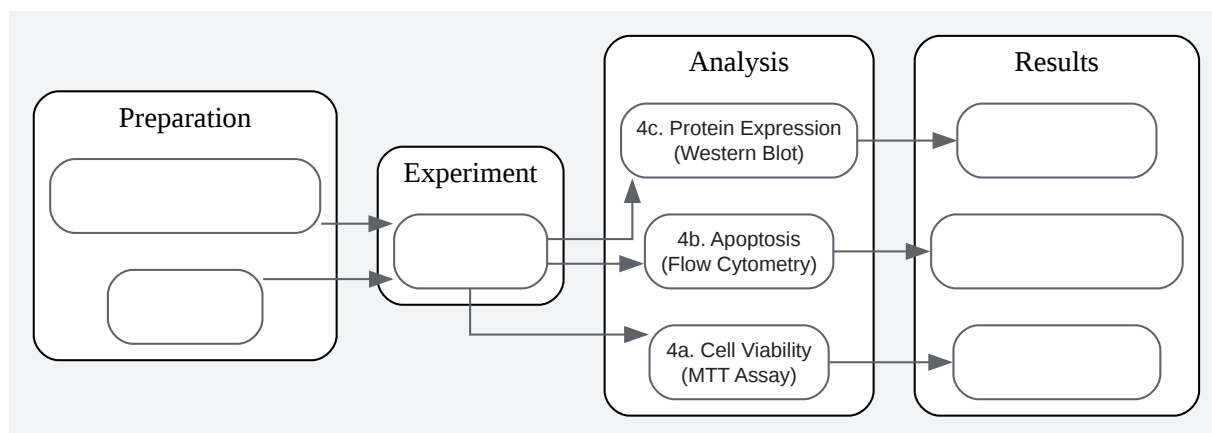 Preparation
Experiment
Analysis
4c. Protein Expression
(Western Blot)
4b. Apoptosis
(Flow Cytometry)
4a. Cell Viability
(MTT Assay)
Results